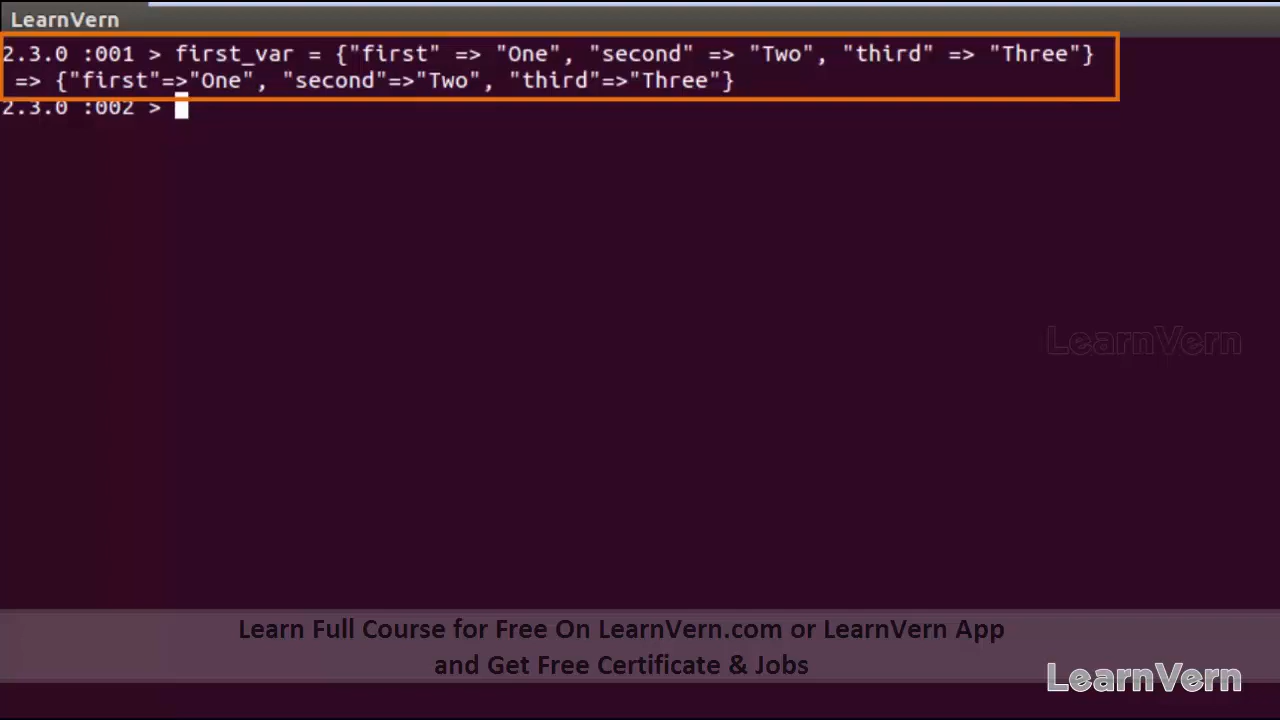 LearnVern
2.3.0 :001 > first_var = {"first" => "One", "second" => "Two", "third" => "Three"}
 => {"first"=>"One", "second"=>"Two", "third"=>"Three"}
2.3.0 :002 >
LearnVern
Learn Full Course for Free On LearnVern.com or LearnVern App
and Get Free Certificate & Jobs
LearnVern